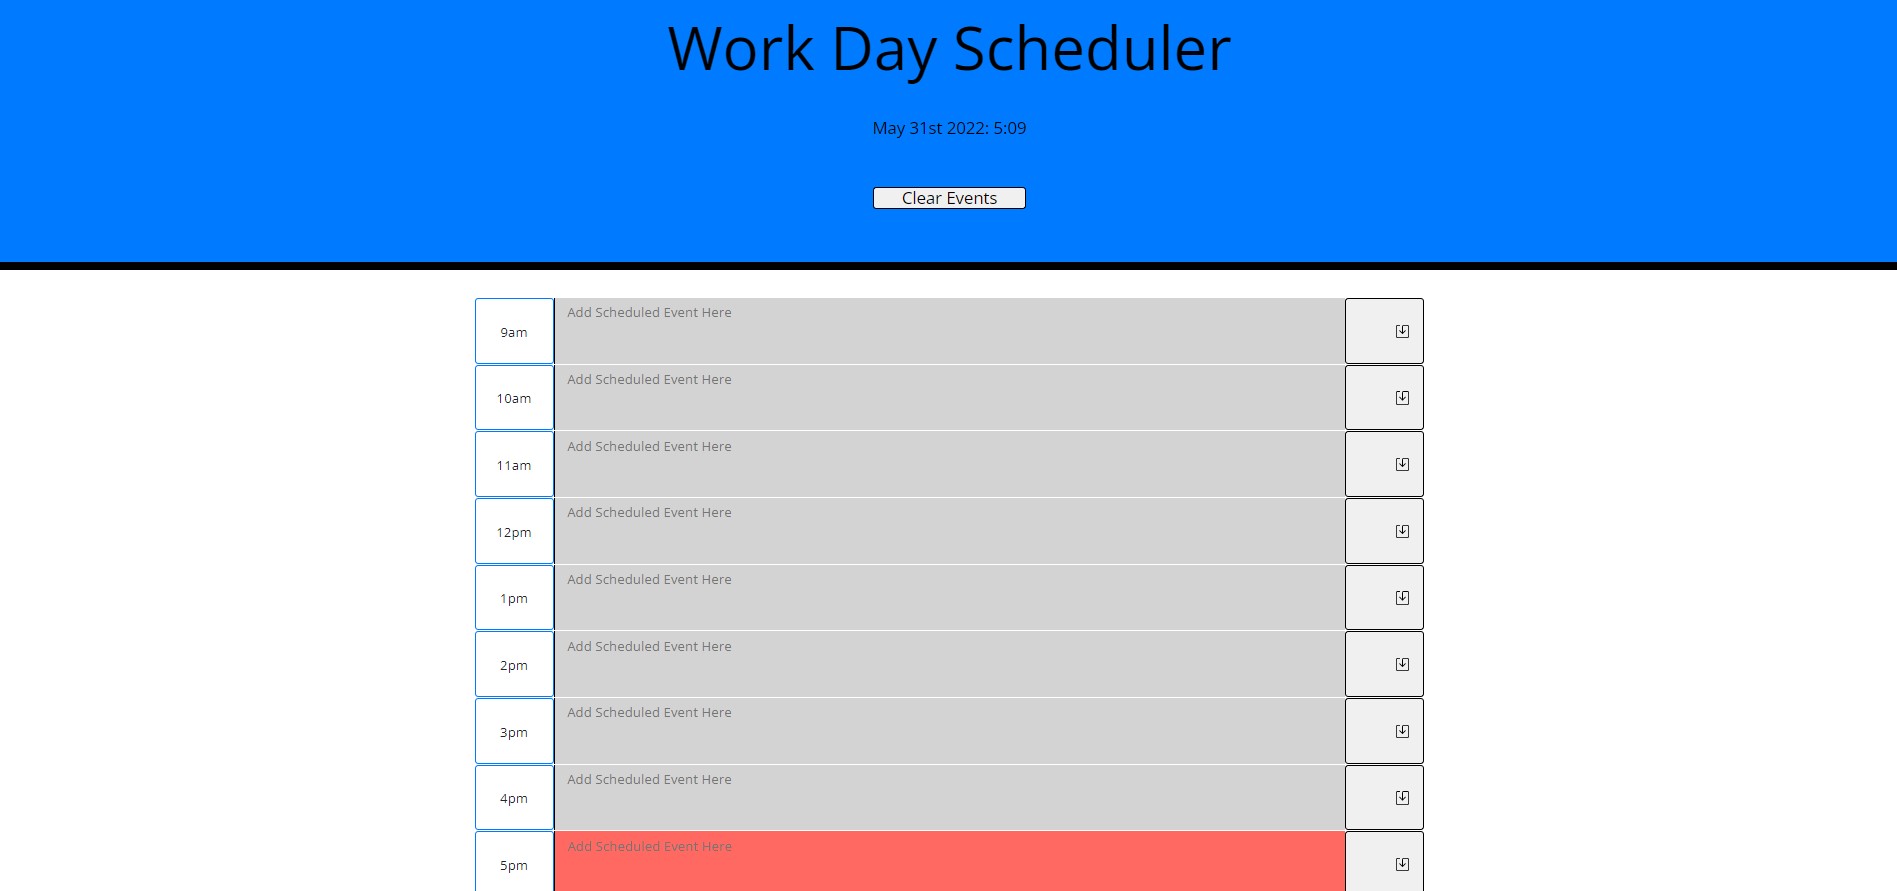 Work Day Scheduler
May 31st 2022: 5:09
Clear Events
9am
Add Scheduled Event Here
10am
Add Scheduled Event Here
11am
Add Scheduled Event Here
12pm
Add Scheduled Event Here
1pm
Add Scheduled Event Here
2pm
Add Scheduled Event Here
3pm
Add Scheduled Event Here
4pm
Add Scheduled Event Here
5pm
Add Scheduled Event Here